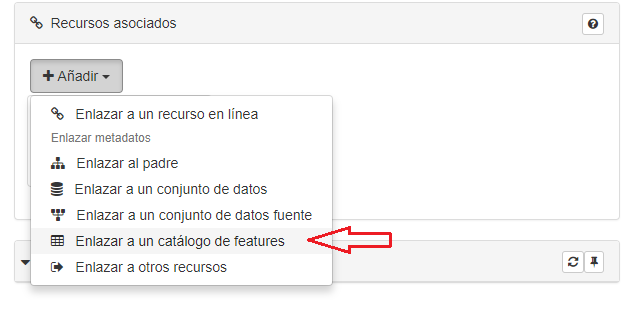 Recursos asociados
Añadir
Enlazar a un recurso en línea
Enlazar metadatos
Enlazar al padre
Enlazar a un conjunto de datos
Enlazar a un conjunto de datos fuente
Enlazar a un catálogo de features
Enlazar a otros recursos